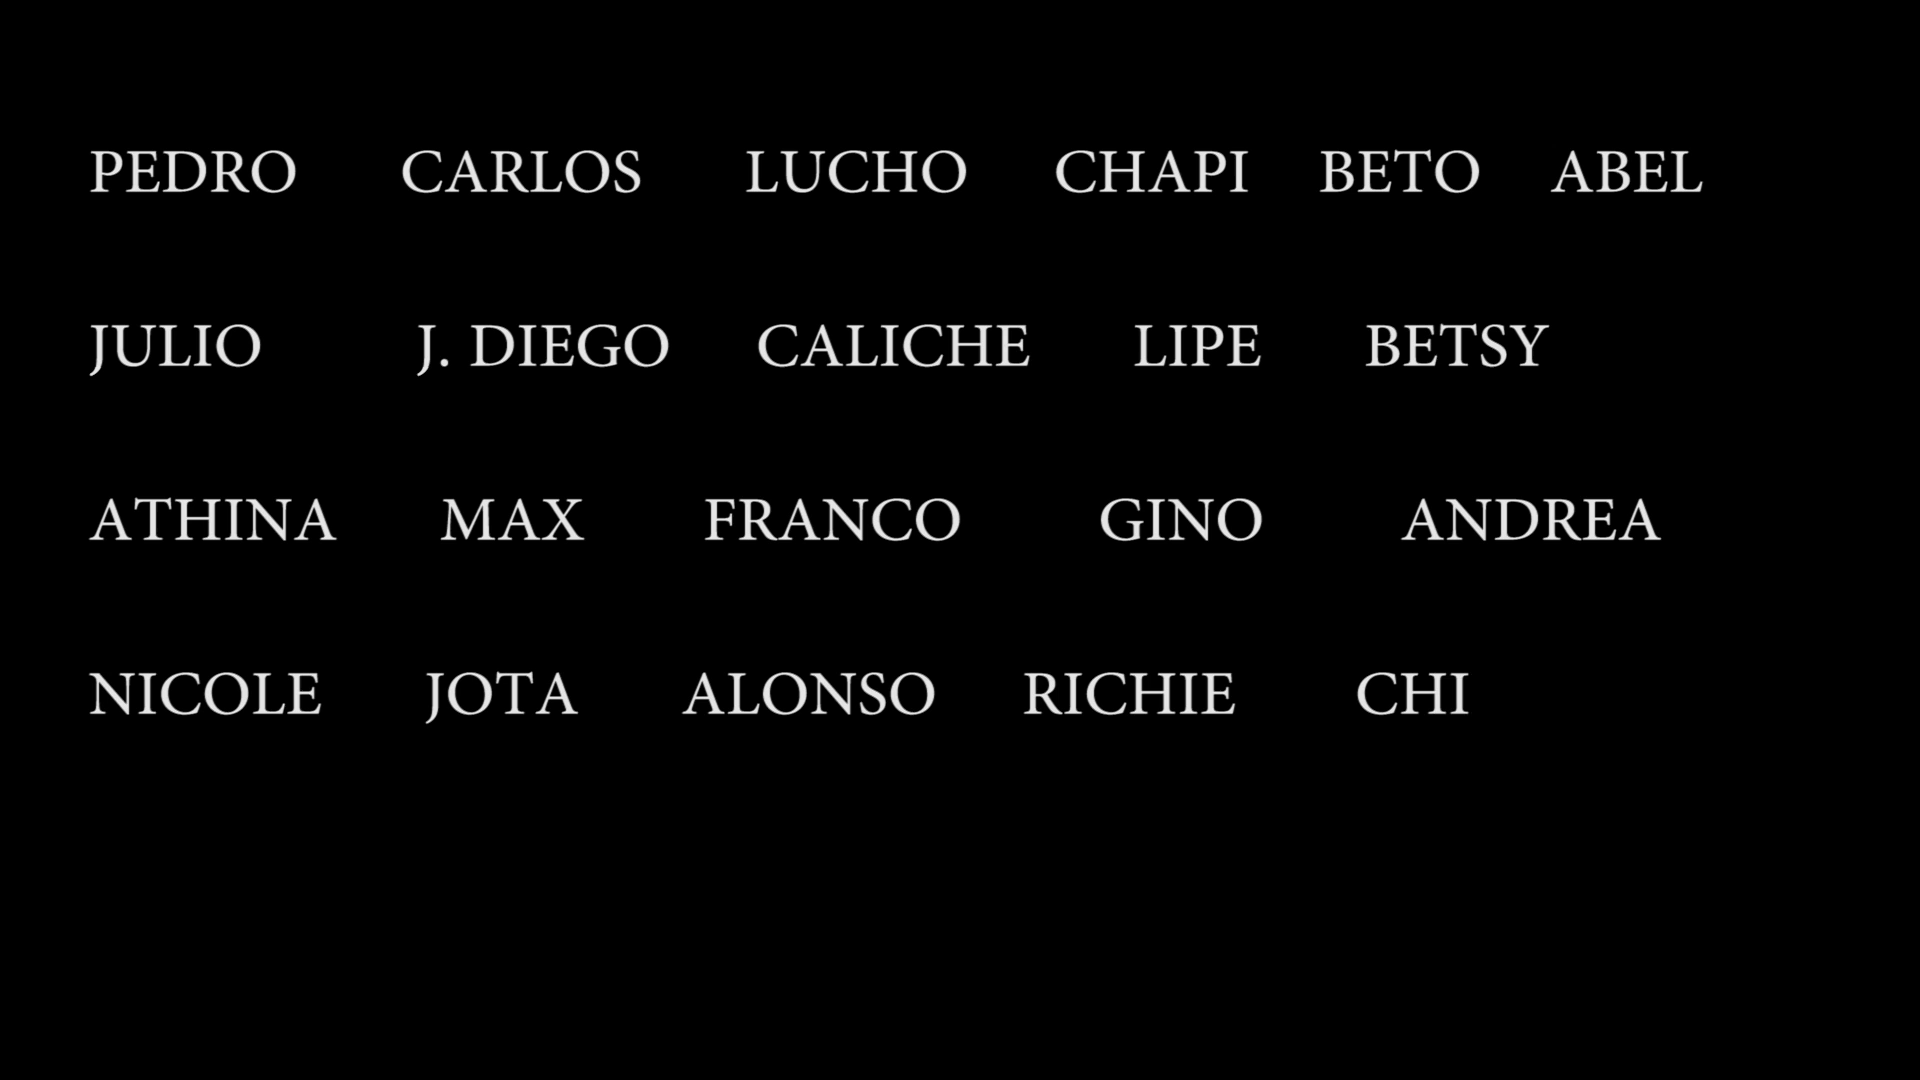 PEDRO CARLOS LUCHO CHAPI BETO ABEL
JULIO J. DIEGO CALICHE LIPE BETSY
ATHINA MAX FRANCO GINO ANDREA
NICOLE JOTA ALONSO RICHIE CHI